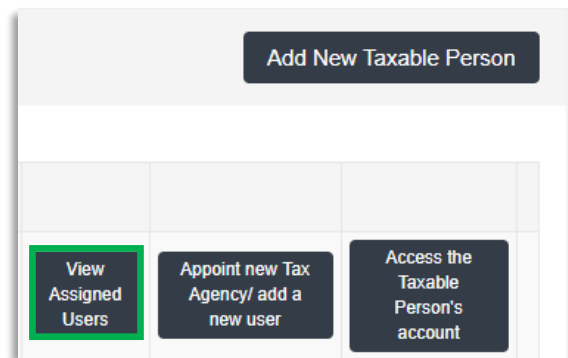 Add New Taxable Person
View
Assigned
Users
Appoint new Tax
Agency/ add a
new user
Access the
Taxable
Person's
account